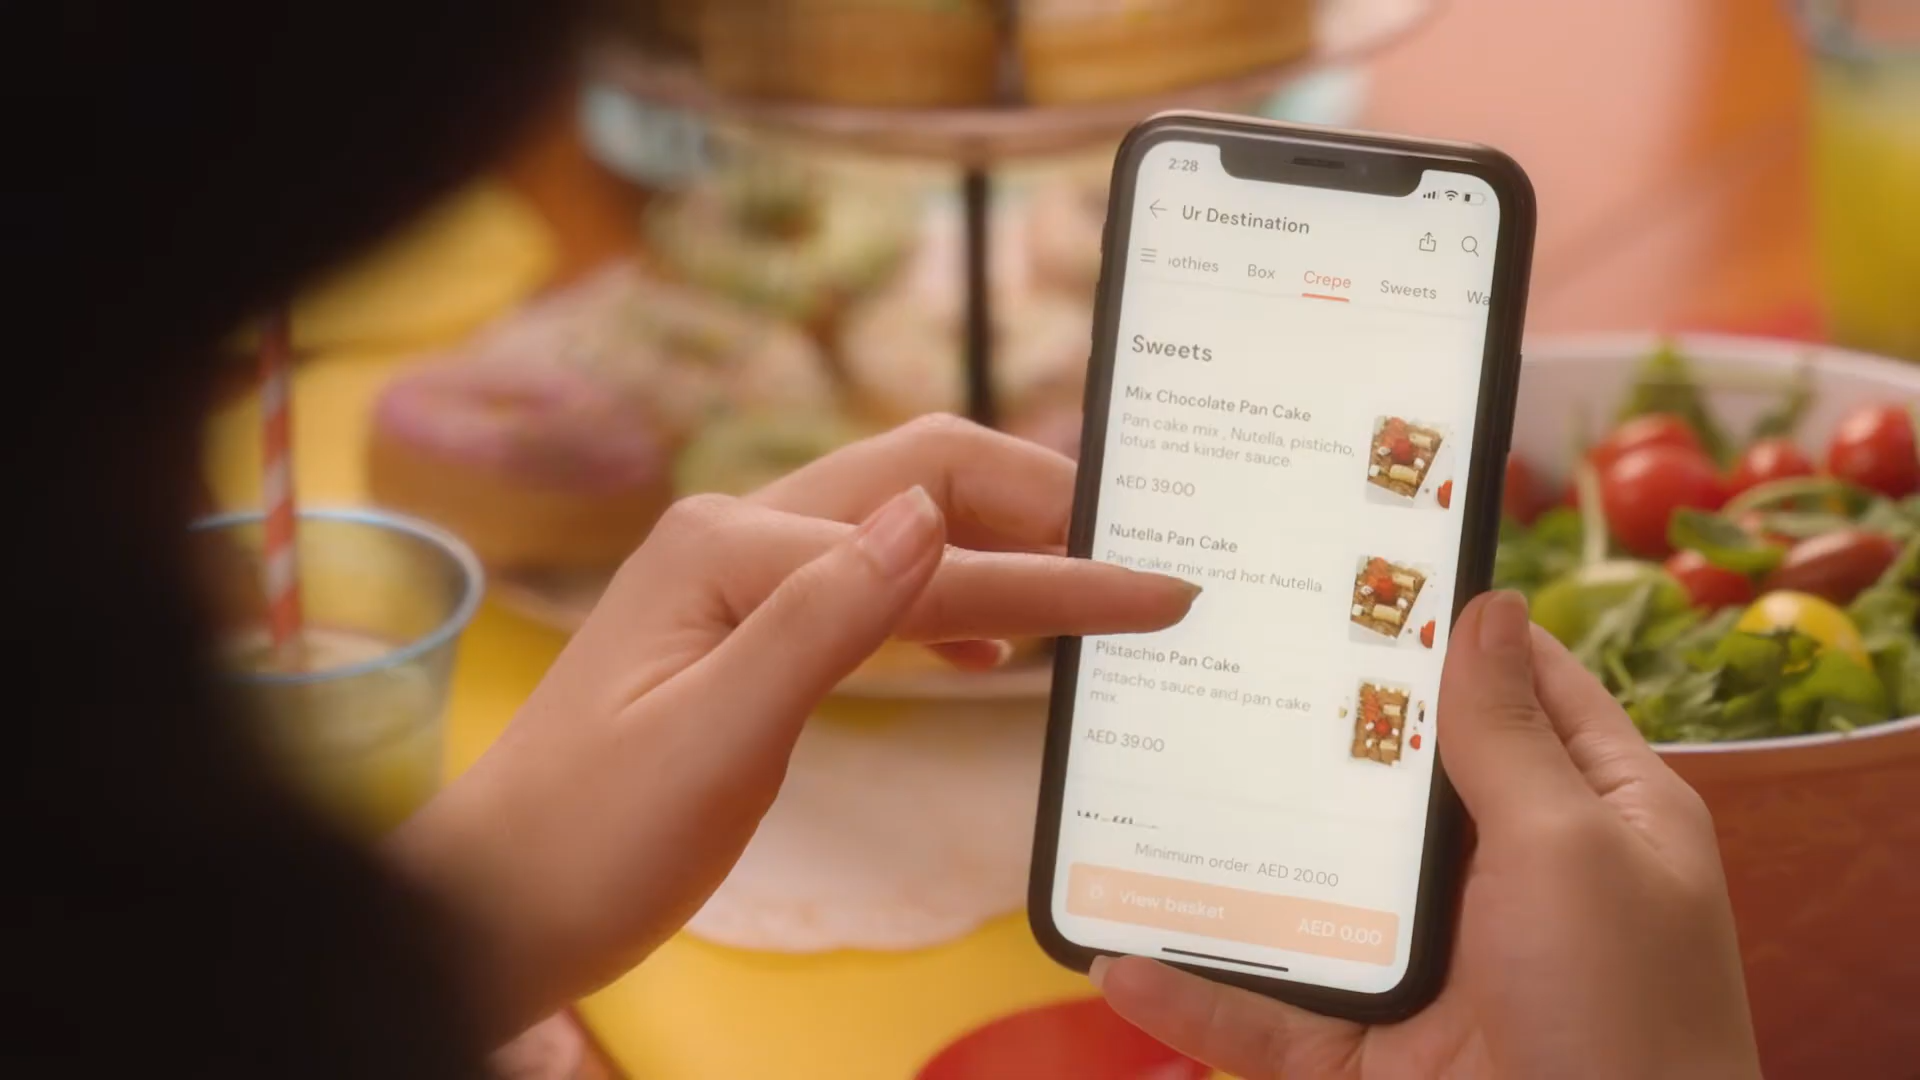 2:28
Ur Destination
othies Box Crepe Sweets Wa
Sweets
Mix Chocolate Pan Cake
Pan cake mix , Nutella, pisticho,
lotus and kinder sauce.
AED 39.00
Nutella Pan Cake
Pan cake mix and hot Nutella
Pistachio Pan Cake
Pistacho sauce and pan cake
mix.
AED 39.00
Minimum order: AED 20.00
0 View basket AED 0.00